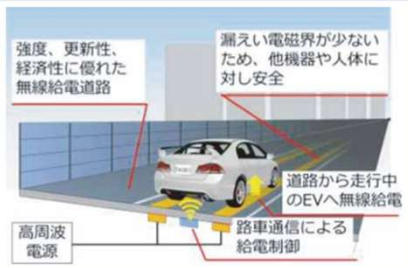 強度、更新性、
経済性に優れた
無線給電道路
漏えい電磁界が少ない
ため、他機器や人体に
対し安全
道路から走行中
のEVへ無線給電
路車通信による
給電制御
高周波
電源